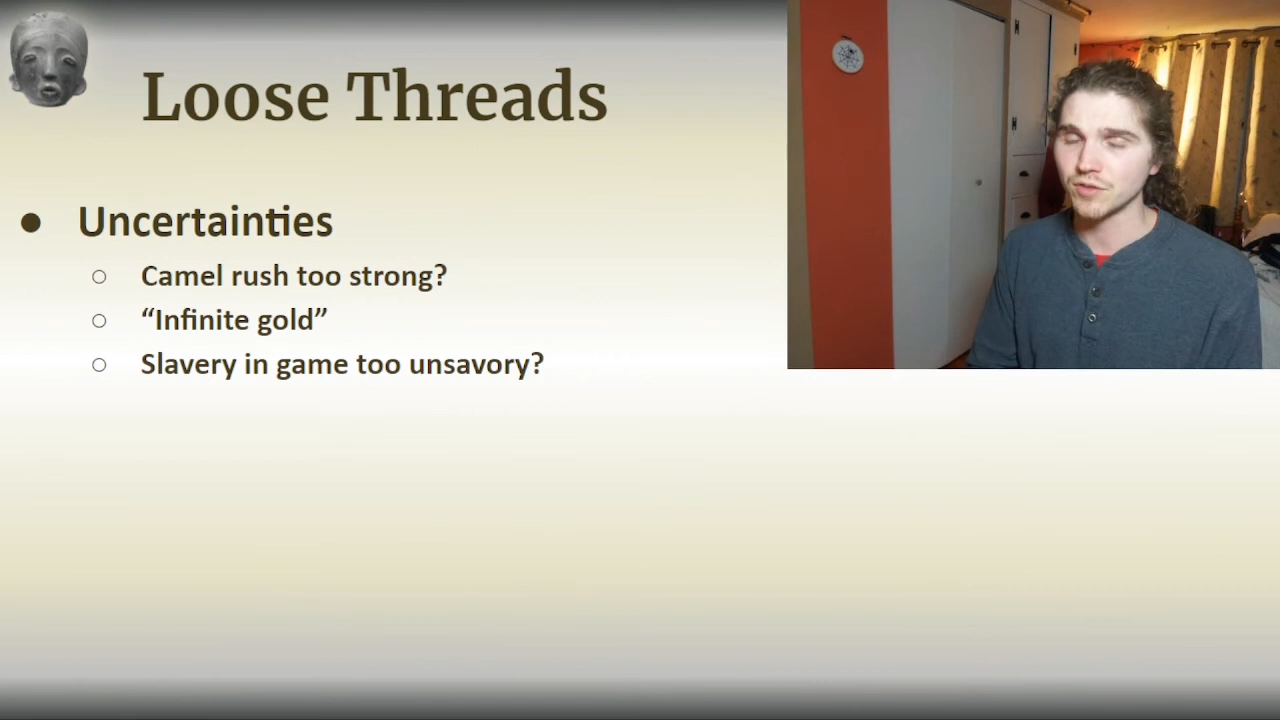 Loose Threads
● Uncertainties
○ Camel rush too strong?
○ “Infinite gold”
○ Slavery in game too unsavory?